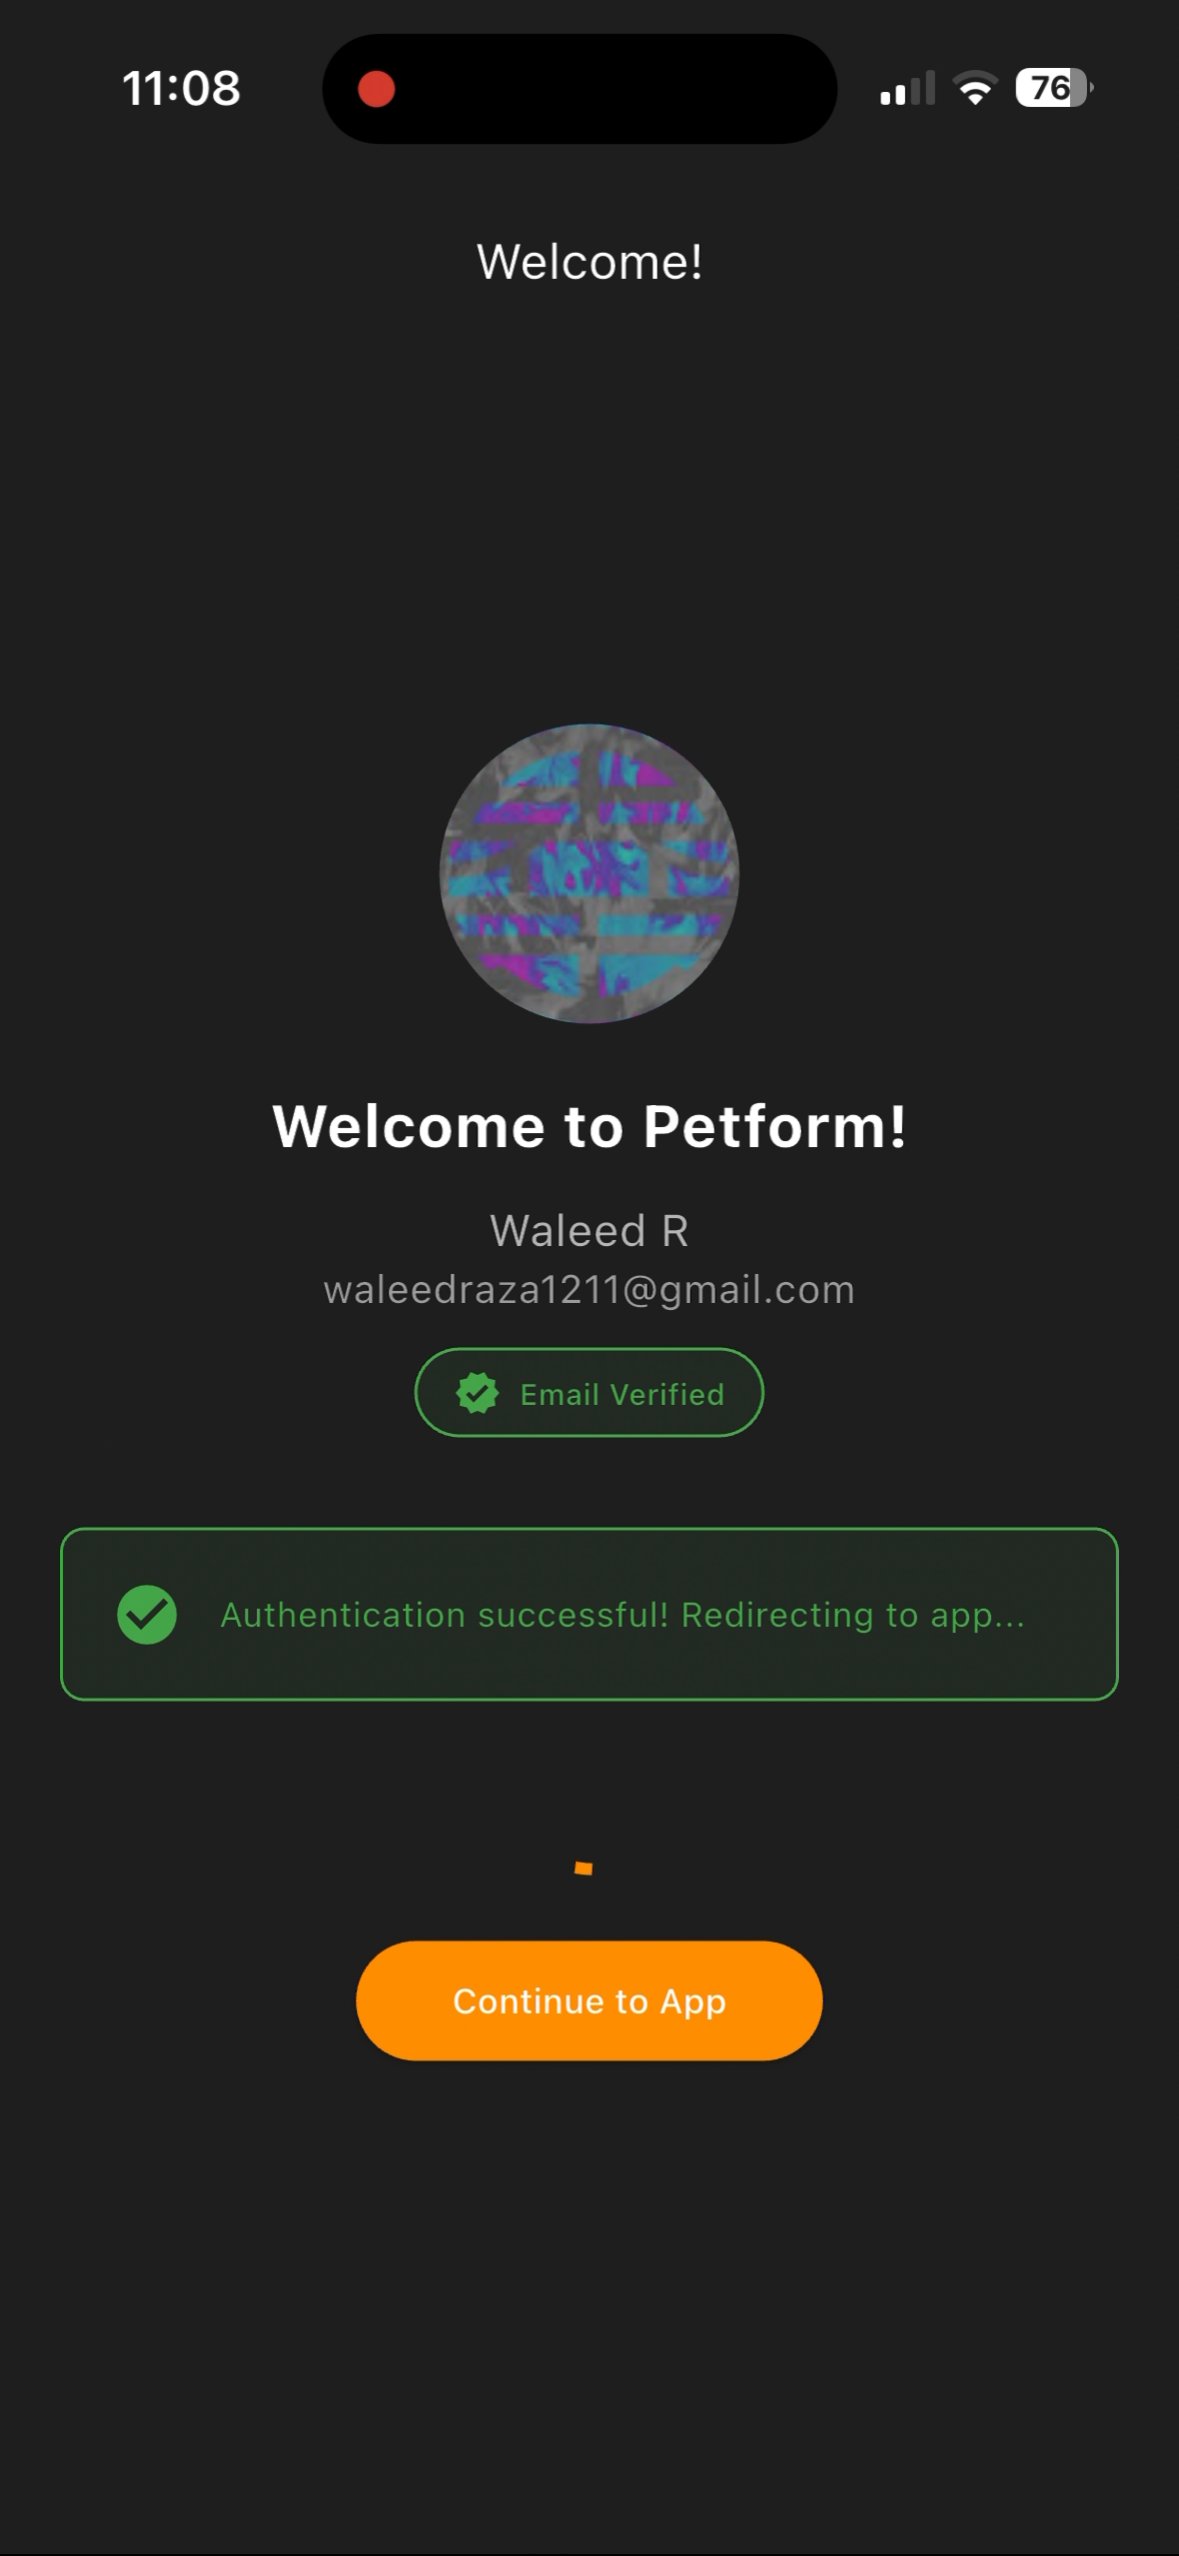 11:08
76
Welcome!
Welcome to Petform!
Waleed R
waleedraza1211@gmail.com
Email Verified
Authentication successful! Redirecting to app...
Continue to App